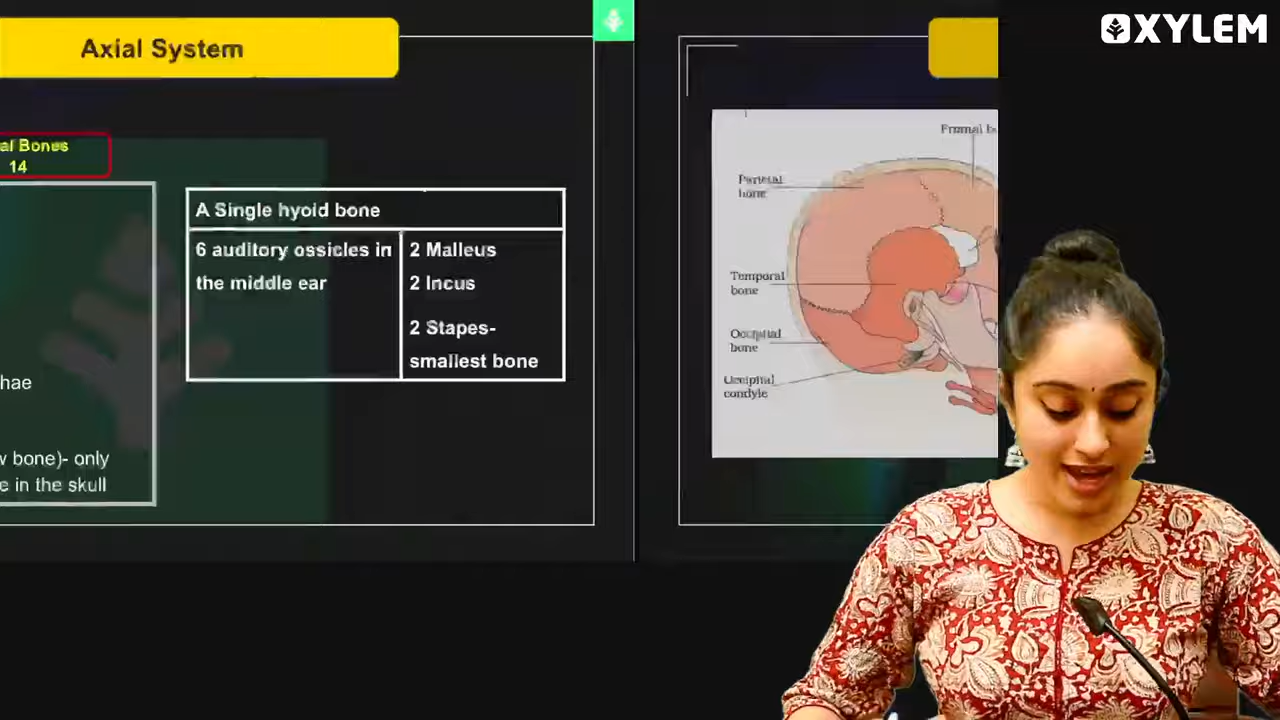 Axial System
al Bones
14
A Single hyoid bone
6 auditory ossicles in
the middle ear
2 Malleus
2 Incus
2 Stapes-
smallest bone
hae
w bone)- only
e in the skull
Parietal
bone
Temporal
bone
Occipital
bone
Occipital
condyle
XYLEM